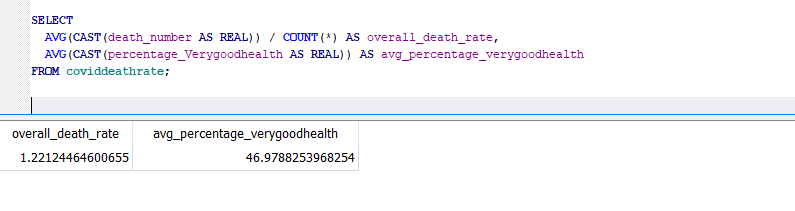 SELECT
AVG(CAST(death_number AS REAL)) / COUNT(*) AS overall_death_rate,
AVG(CAST(percentage_Verygoodhealth AS REAL)) AS avg_percentage_verygoodhealth
FROM coviddeathrate;
overall_death_rate avg_percentage_verygoodhealth
1.22124464600655 46.9788253968254